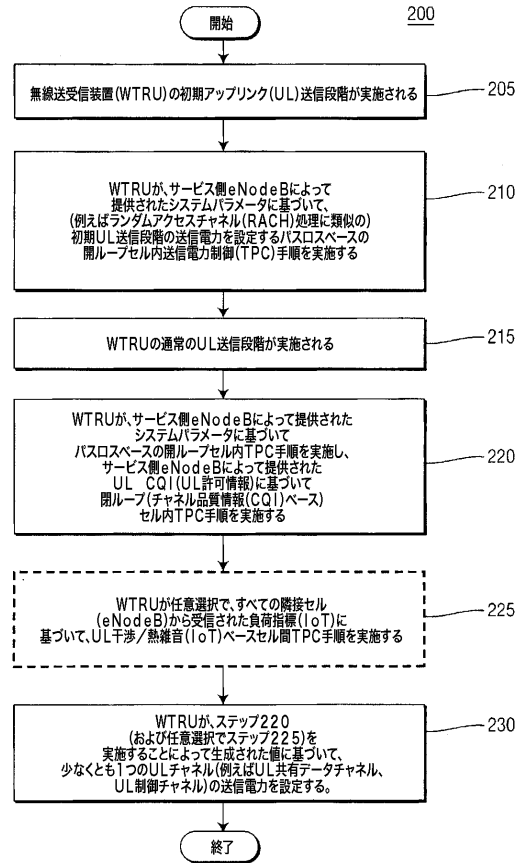 開始
200
無線送受信装置(WTRU)の初期アップリンク(UL)送信段階が実施される
205
WTRUが、サービス側eNodeBによって
提供されたシステムパラメータに基づいて、
(例えばランダムアクセスチャネル(RACH)処理に類似の)
初期UL送信段階の送信電力を設定するパスロスベースの
開ループセル内送信電力制御(TPC)手順を実施する
210
WTRUの通常のUL送信段階が実施される
215
WTRUが、サービス側eNodeBによって提供された
システムパラメータに基づいて
パスロスベースの開ループセル内TPC手順を実施し、
サービス側eNodeBによって提供された
UL CQI(UL許可情報)に基づいて
閉ループ(チャネル品質情報(CQI)ベース)
セル内TPC手順を実施する
220
WTRUが任意選択で、すべての隣接セル
(eNodeB)から受信された負荷指標(IoT)に
基づいて、UL干渉/熱雑音(IoT)ベースセル間TPC手順を実施する
225
WTRUが、ステップ220
(および任意選択でステップ225)を
実施することによって生成された値に基づいて、
少なくとも1つのULチャネル(例えばUL共有データチャネル、
UL制御チャネル)の送信電力を設定する。
230
終了